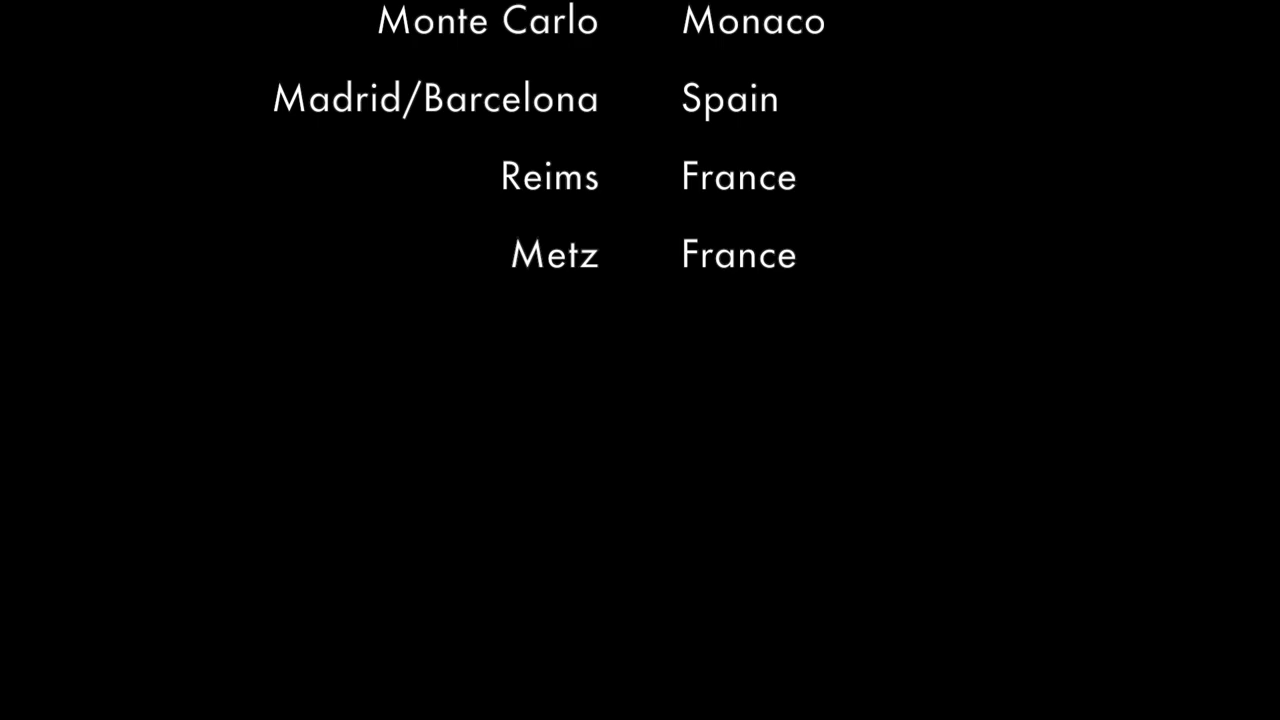 Monte Carlo Monaco
Madrid/Barcelona Spain
Reims France
Metz France